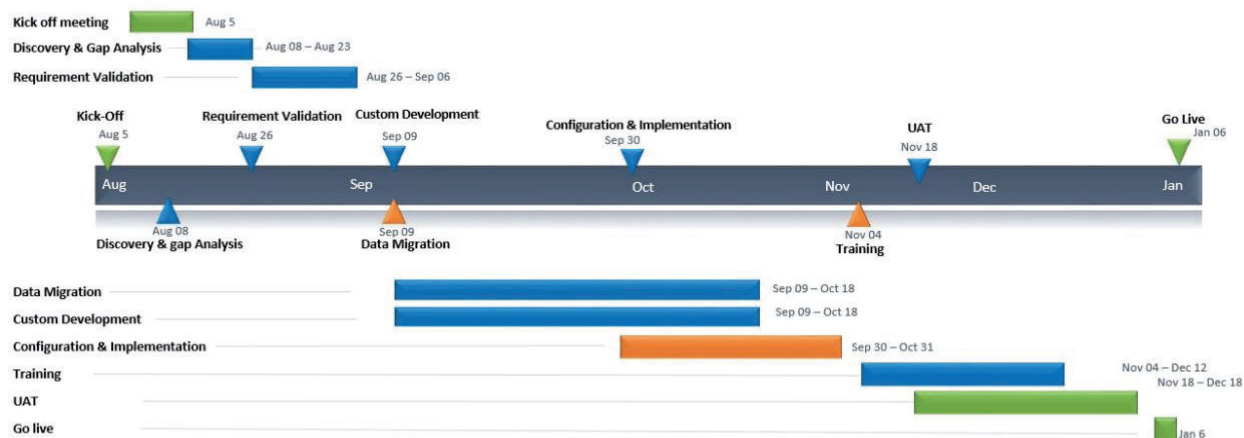 Kick off meeting Aug 5
Discovery & Gap Analysis Aug 08 – Aug 23
Requirement Validation Aug 26 – Sep 06
Kick-Off
Aug 5
Requirement Validation
Aug 26
Custom Development
Sep 09
Configuration & Implementation
Sep 30
UAT
Nov 18
Go Live
Jan 06
Aug Sep Oct Nov Dec Jan
Aug 08
Discovery & gap Analysis
Sep 09
Data Migration
Nov 04
Training
Data Migration Sep 09 – Oct 18
Custom Development Sep 09 – Oct 18
Configuration & Implementation Sep 30 – Oct 31
Training Nov 04 – Dec 12
UAT Nov 18 – Dec 18
Go live Jan 6